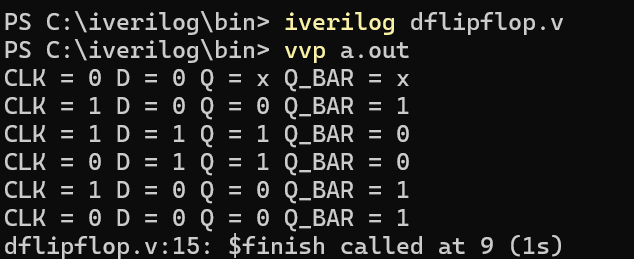 PS C:\iverilog\bin> iverilog dflipflop.v
PS C:\iverilog\bin> vvp a.out
CLK = 0 D = 0 Q = x Q_BAR = x
CLK = 1 D = 0 Q = 0 Q_BAR = 1
CLK = 1 D = 1 Q = 1 Q_BAR = 0
CLK = 0 D = 1 Q = 1 Q_BAR = 0
CLK = 1 D = 0 Q = 0 Q_BAR = 1
CLK = 0 D = 0 Q = 0 Q_BAR = 1
dflipflop.v:15: $finish called at 9 (1s)